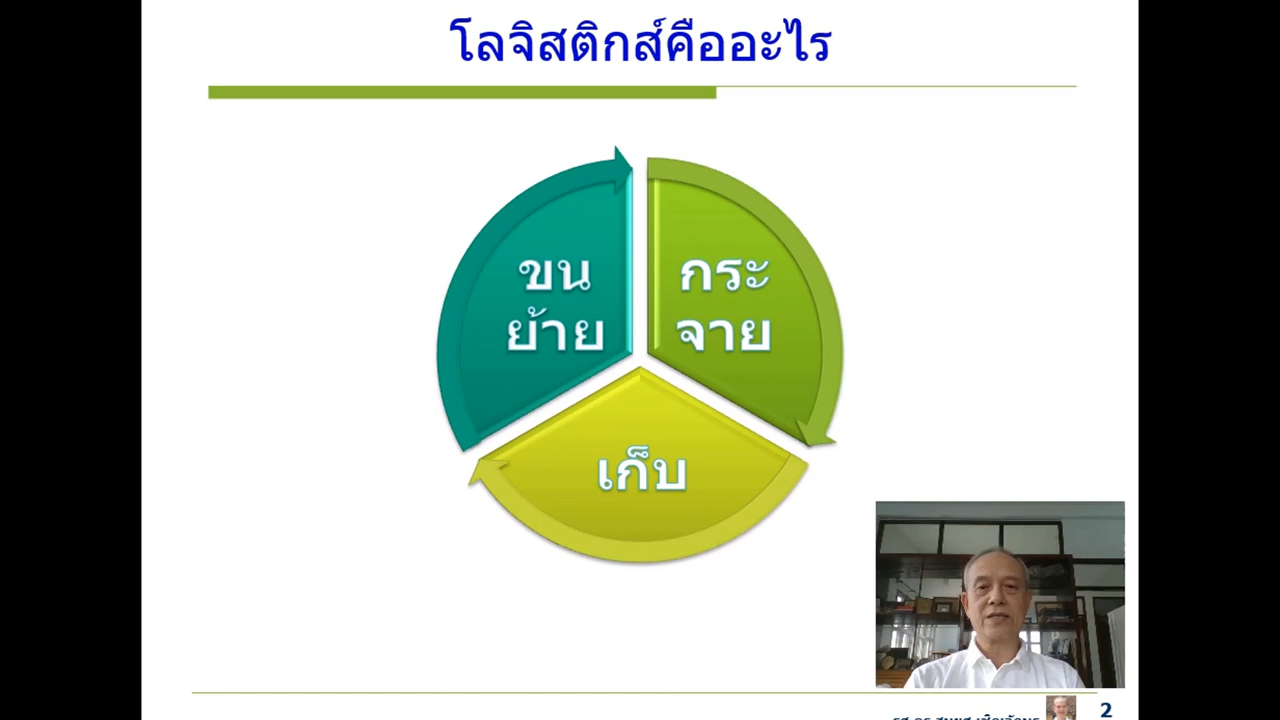 โลจิสติกส์คืออะไร
ขน
ย้าย
กระ
จาย
เก็บ
2